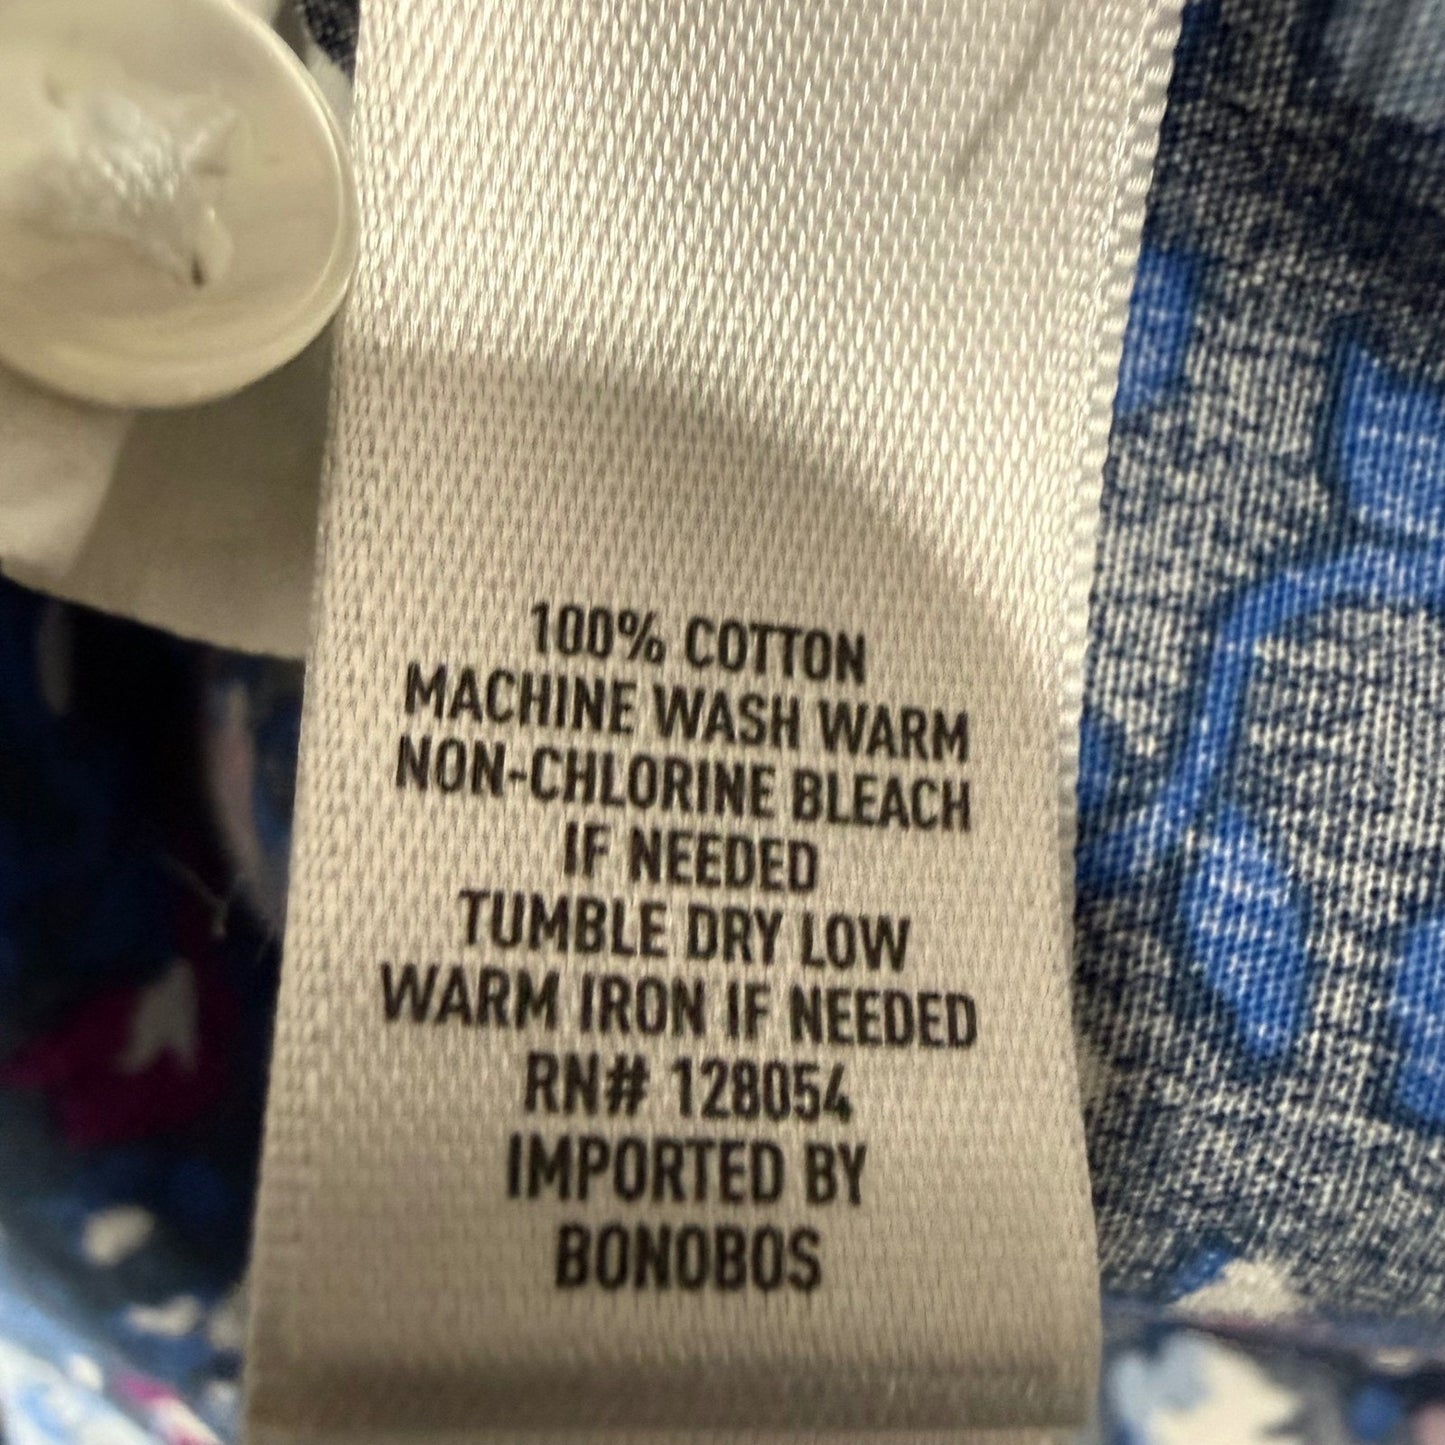 100% COTTON
MACHINE WASH WARM
NON-CHLORINE BLEACH
IF NEEDED
TUMBLE DRY LOW
WARM IRON IF NEEDED
RN# 128054
IMPORTED BY
BONOBOS